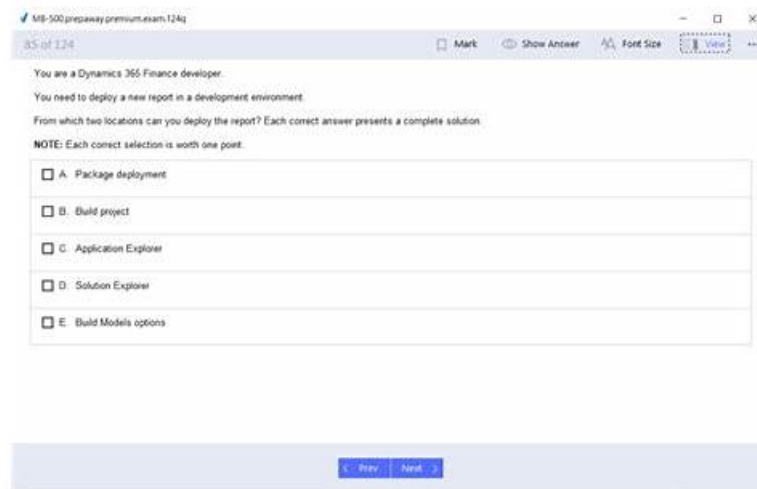 MB-500.prepaway.premium.exam.124q
85 of 124
Mark
Show Answer
Font Size
View
You are a Dynamics 365 Finance developer.
You need to deploy a new report in a development environment.
From which two locations can you deploy the report? Each correct answer presents a complete solution.
NOTE: Each correct selection is worth one point.
A. Package deployment
B. Build project
C. Application Explorer
D. Solution Explorer
E. Build Models options
Prev
Next